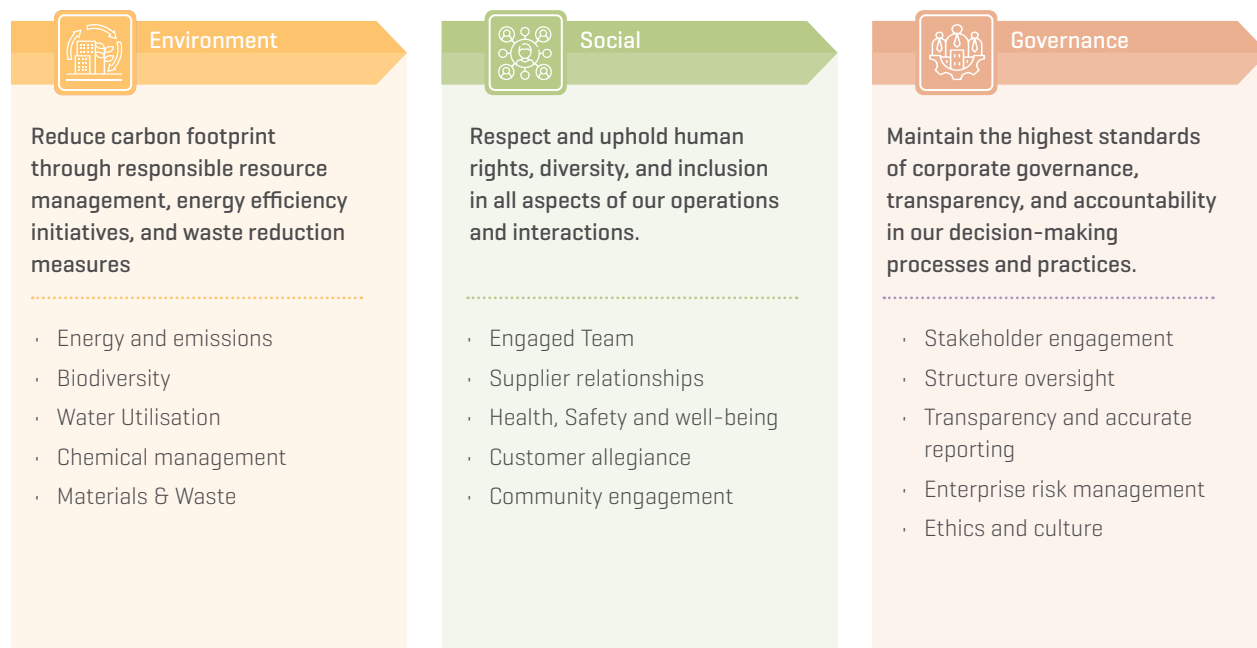 Environment
Reduce carbon footprint
through responsible resource
management, energy efficiency
initiatives, and waste reduction
measures
· Energy and emissions
· Biodiversity
· Water Utilisation
· Chemical management
· Materials & Waste
Social
Respect and uphold human
rights, diversity, and inclusion
in all aspects of our operations
and interactions.
· Engaged Team
· Supplier relationships
· Health, Safety and well-being
· Customer allegiance
· Community engagement
Governance
Maintain the highest standards
of corporate governance,
transparency, and accountability
in our decision-making
processes and practices.
· Stakeholder engagement
· Structure oversight
· Transparency and accurate
reporting
· Enterprise risk management
· Ethics and culture